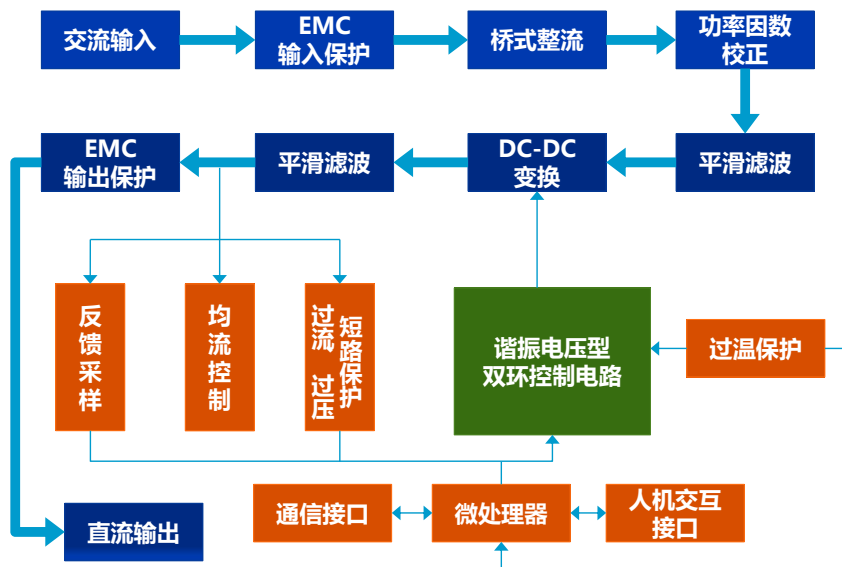 交流输入
EMC
输入保护
桥式整流
功率因数
校正
EMC
输出保护
平滑滤波
DC-DC
变换
平滑滤波
反馈采样
均流控制
过流 过压
短路保护
谐振电压型
双环控制电路
过温保护
直流输出
通信接口
微处理器
人机交互
接口